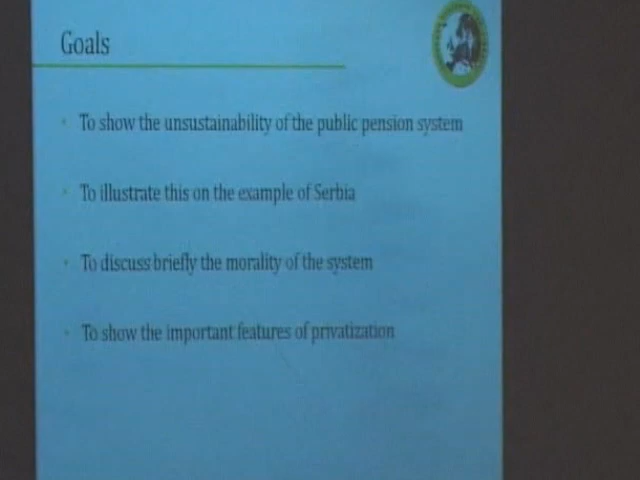 Goals
To show the unsustainability of the public pension system
To illustrate this on the example of Serbia
To discuss briefly the morality of the system
To show the important features of privatization